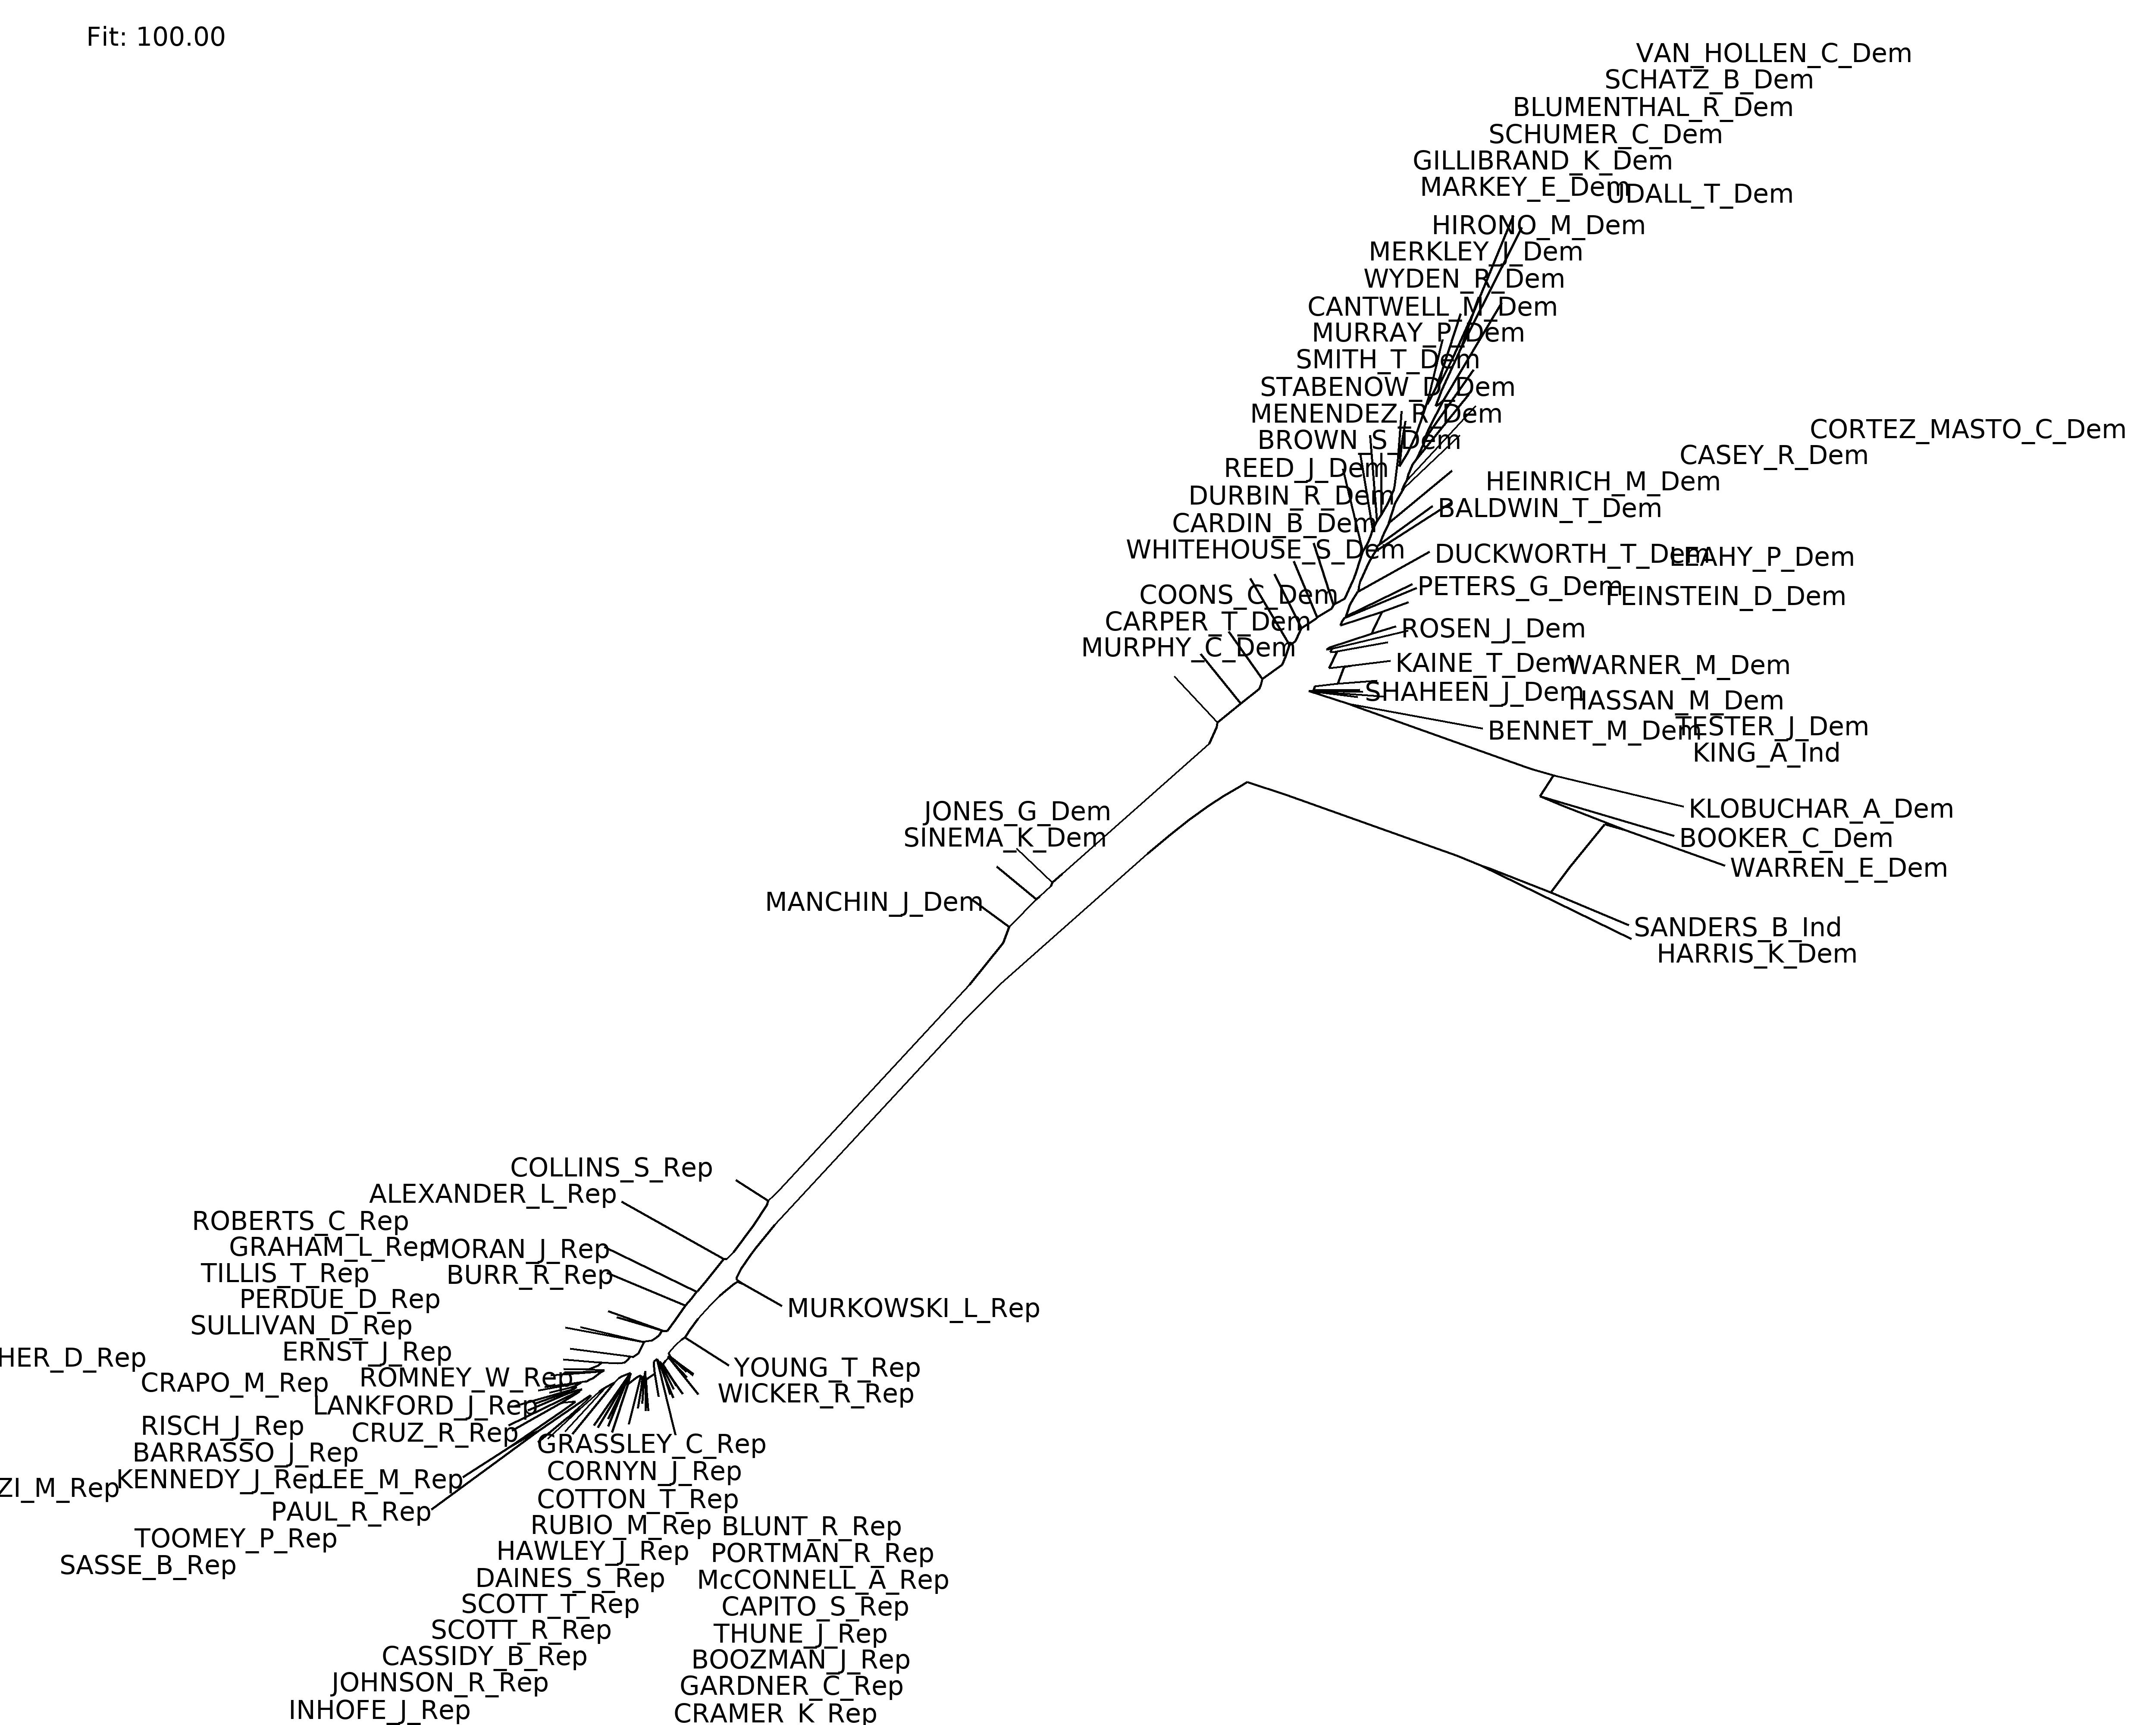 Fit: 100.00
VAN_HOLLEN_C_Dem
SCHATZ_B_Dem
BLUMENTHAL_R_Dem
SCHUMER_C_Dem
GILLIBRAND_K_Dem
MARKEY_E_Dem
UDALL_T_Dem
HIRONO_M_Dem
MERKLEY_J_Dem
WYDEN_R_Dem
CANTWELL_M_Dem
MURRAY_P_Dem
SMITH_T_Dem
STABENOW_D_Dem
MENENDEZ_R_Dem
CORTEZ_MASTO_C_Dem
BROWN_S_Dem
CASEY_R_Dem
REED_J_Dem
HEINRICH_M_Dem
DURBIN_R_Dem
BALDWIN_T_Dem
CARDIN_B_Dem
WHITEHOUSE_S_Dem
DUCKWORTH_T_Dem
LEAHY_P_Dem
PETERS_G_Dem
COONS_C_Dem
FEINSTEIN_D_Dem
CARPER_T_Dem
ROSEN_J_Dem
MURPHY_C_Dem
KAINE_T_Dem
WARNER_M_Dem
SHAHEEN_J_Dem
HASSAN_M_Dem
BENNET_M_Dem
TESTER_J_Dem
KING_A_Ind
JONES_G_Dem
KLOBUCHAR_A_Dem
SINEMA_K_Dem
BOOKER_C_Dem
WARREN_E_Dem
MANCHIN_J_Dem
SANDERS_B_Ind
HARRIS_K_Dem
COLLINS_S_Rep
ALEXANDER_L_Rep
ROBERTS_C_Rep
GRAHAM_L_Rep
MORAN_J_Rep
TILLIS_T_Rep
BURR_R_Rep
PERDUE_D_Rep
MURKOWSKI_L_Rep
SULLIVAN_D_Rep
ERNST_J_Rep
HER_D_Rep
YOUNG_T_Rep
CRAPO_M_Rep
ROMNEY_W_Rep
WICKER_R_Rep
LANKFORD_J_Rep
RISCH_J_Rep
CRUZ_R_Rep
GRASSLEY_C_Rep
BARRASSO_J_Rep
CORNYN_J_Rep
ZI_M_Rep
KENNEDY_J_Rep
LEE_M_Rep
COTTON_T_Rep
PAUL_R_Rep
RUBIO_M_Rep
BLUNT_R_Rep
TOOMEY_P_Rep
HAWLEY_J_Rep
PORTMAN_R_Rep
SASSE_B_Rep
DAINES_S_Rep
McCONNELL_A_Rep
SCOTT_T_Rep
CAPITO_S_Rep
SCOTT_R_Rep
THUNE_J_Rep
CASSIDY_B_Rep
BOOZMAN_J_Rep
JOHNSON_R_Rep
GARDNER_C_Rep
INHOFE_J_Rep
CRAMER_K_Rep